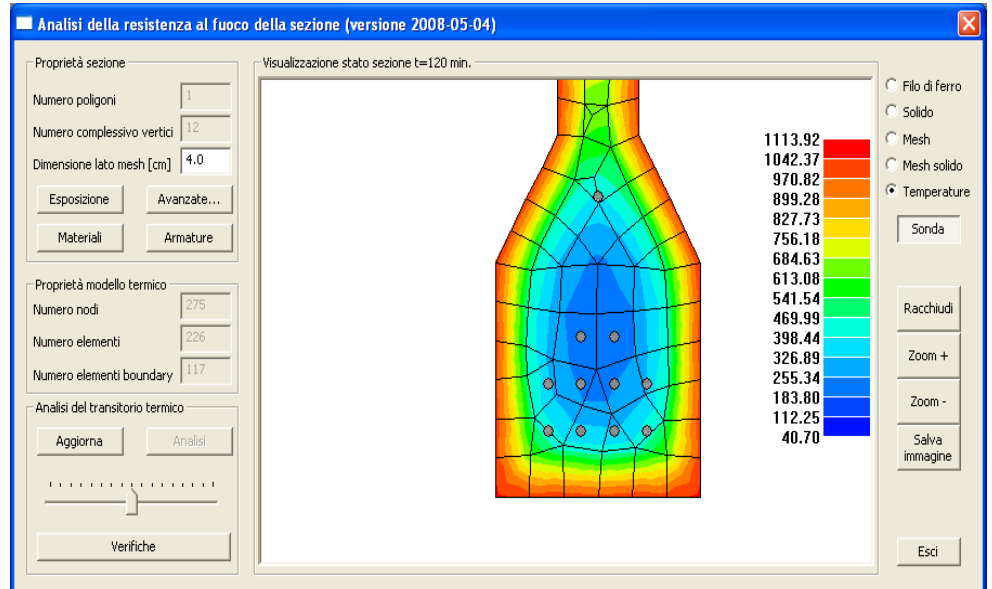 Analisi della resistenza al fuoco della sezione (versione 2008-05-04)
Proprietà sezione
Numero poligoni 1
Numero complessivo vertici 12
Dimensione lato mesh [cm] 4.0
Esposizione Avanzate...
Materiali Armature
Proprietà modello termico
Numero nodi 275
Numero elementi 226
Numero elementi boundary 117
Analisi del transitorio termico
Aggiorna Analisi
Verifiche
Visualizzazione stato sezione t=120 min.
1113.92
1042.37
970.82
899.28
827.73
756.18
684.63
613.08
541.54
469.99
398.44
326.89
255.34
183.80
112.25
40.70
Filo di ferro
Solido
Mesh
Mesh solido
Temperature
Sonda
Racchiudi
Zoom +
Zoom -
Salva
immagine
Esci